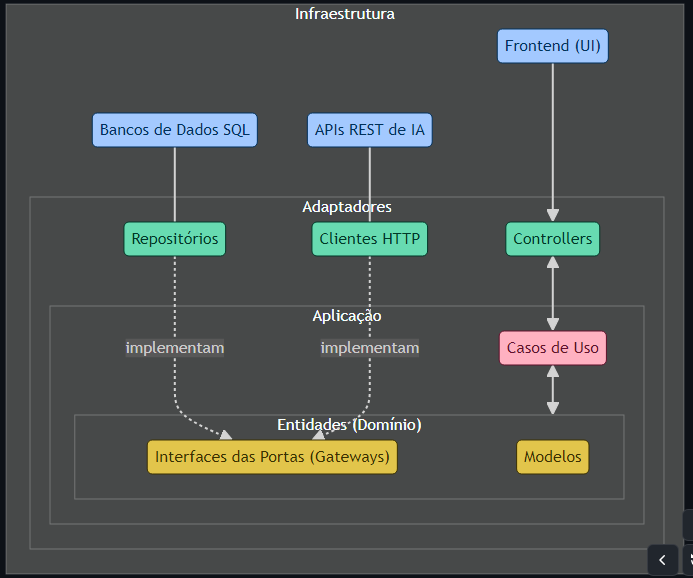 Infraestrutura
Frontend (UI)
Bancos de Dados SQL
APIs REST de IA
Adaptadores
Repositórios
Clientes HTTP
Controllers
Aplicação
implementam
implementam
Casos de Uso
Entidades (Domínio)
Interfaces das Portas (Gateways)
Modelos